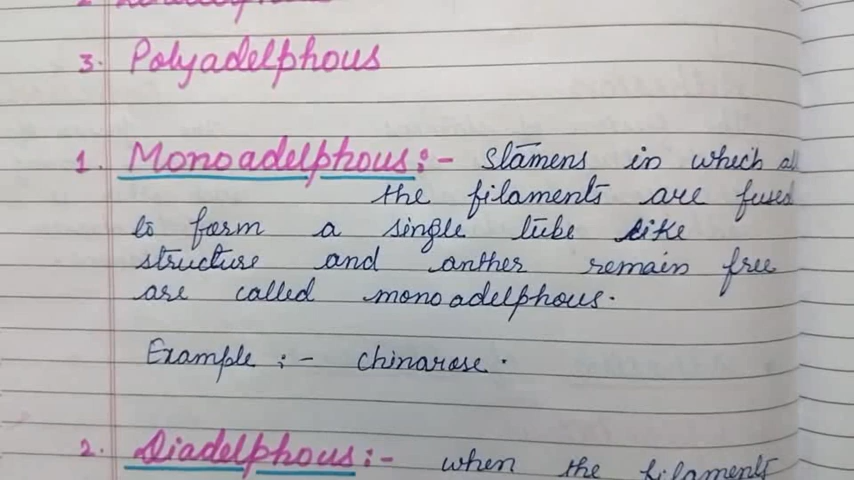 3. Polyadelphous
1. Monoadelphous :- Stamens in which
the filaments are fused
to form a single tube like
structure and anther remain free
are called monoadelphous.
Example :- chinarose.
2. Diadelphous :- when the filaments